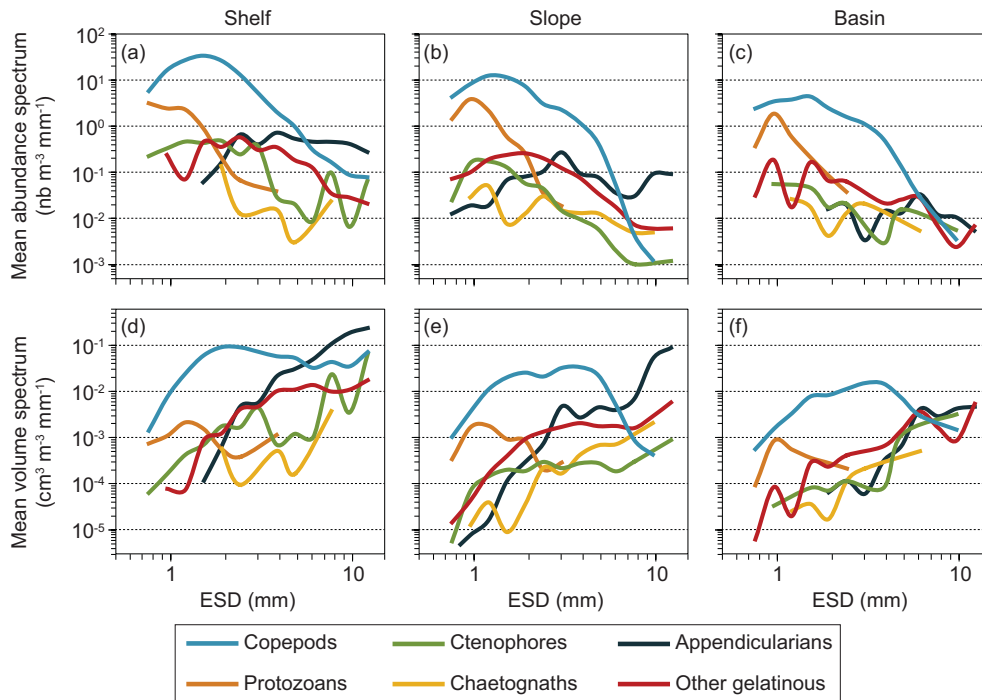 Shelf Slope Basin
Mean abundance spectrum
(nb m⁻³ mm⁻¹)
10² 10¹ 10⁰ 10⁻¹ 10⁻² 10⁻³
(a) (b) (c)
Mean volume spectrum
(cm³ m⁻³ mm⁻¹)
10⁻¹ 10⁻² 10⁻³ 10⁻⁴ 10⁻⁵
(d) (e) (f)
1 10 1 10 1 10
ESD (mm) ESD (mm) ESD (mm)
Copepods Ctenophores Appendicularians
Protozoans Chaetognaths Other gelatinous